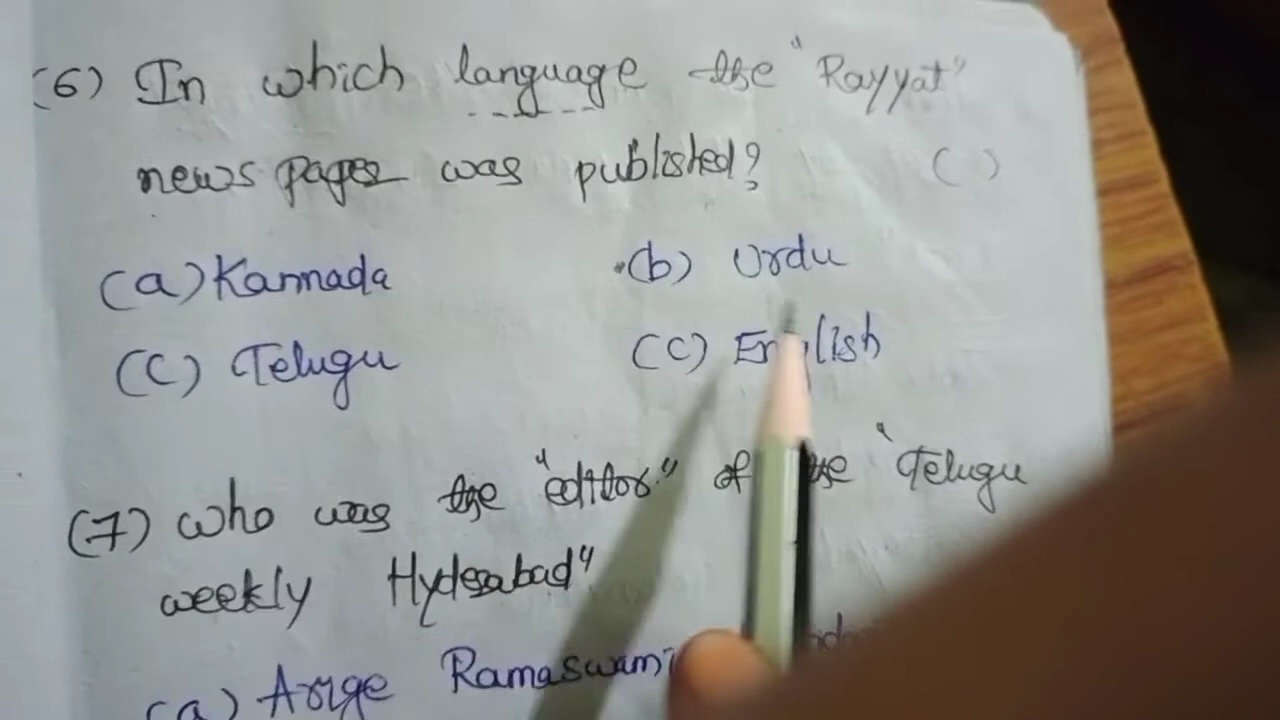 (6) In which language the "Rayyat"
news paper was published? ( )
(a) Kannada (b) Urdu
(c) Telugu (c) English
(7) who was the "editor" of the "Telugu
weekly Hyderabad"
(a) Arige Ramaswami